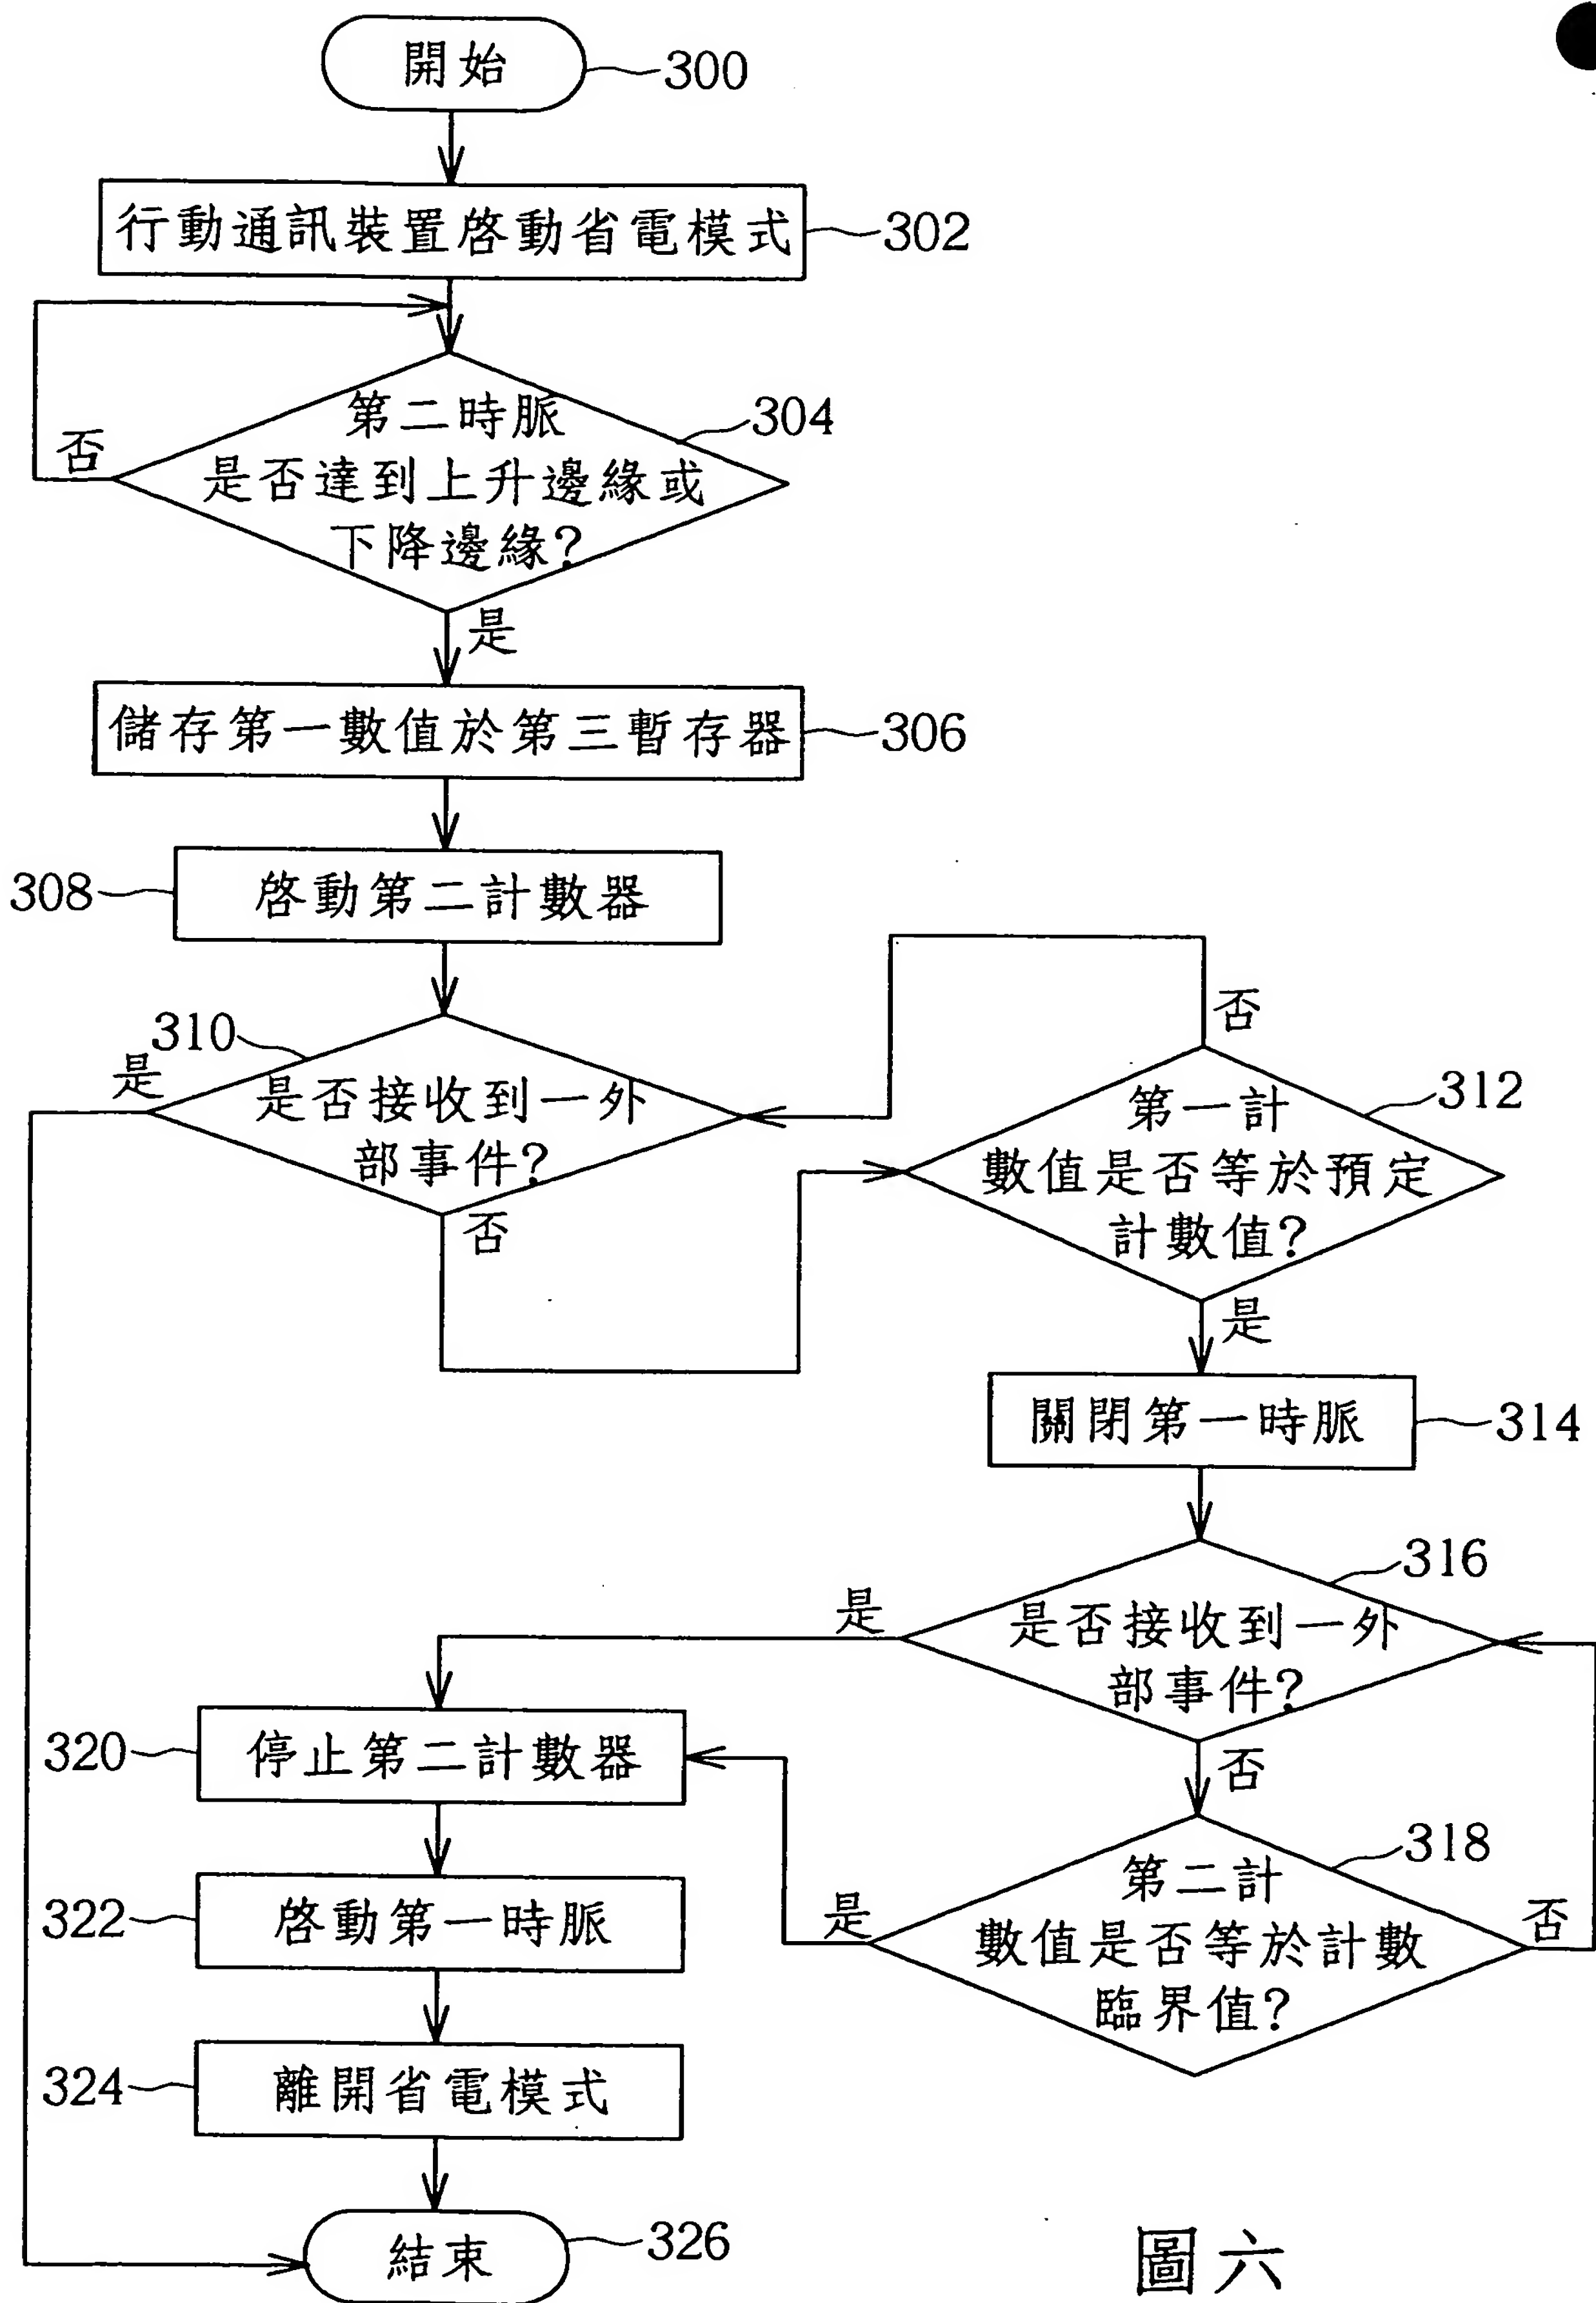 開始
300
行動通訊裝置啓動省電模式
302
第二時脈
是否達到上升邊緣或
下降邊緣?
304
否
是
儲存第一數值於第三暫存器
306
308
啓動第二計數器
310
是
是否接收到一外
部事件?
否
否
第一計
數值是否等於預定
計數值?
312
是
關閉第一時脈
314
316
是
是否接收到一外
部事件?
否
320
停止第二計數器
318
第二計
數值是否等於計數
臨界值?
是
否
322
啓動第一時脈
324
離開省電模式
結束
326
圖六